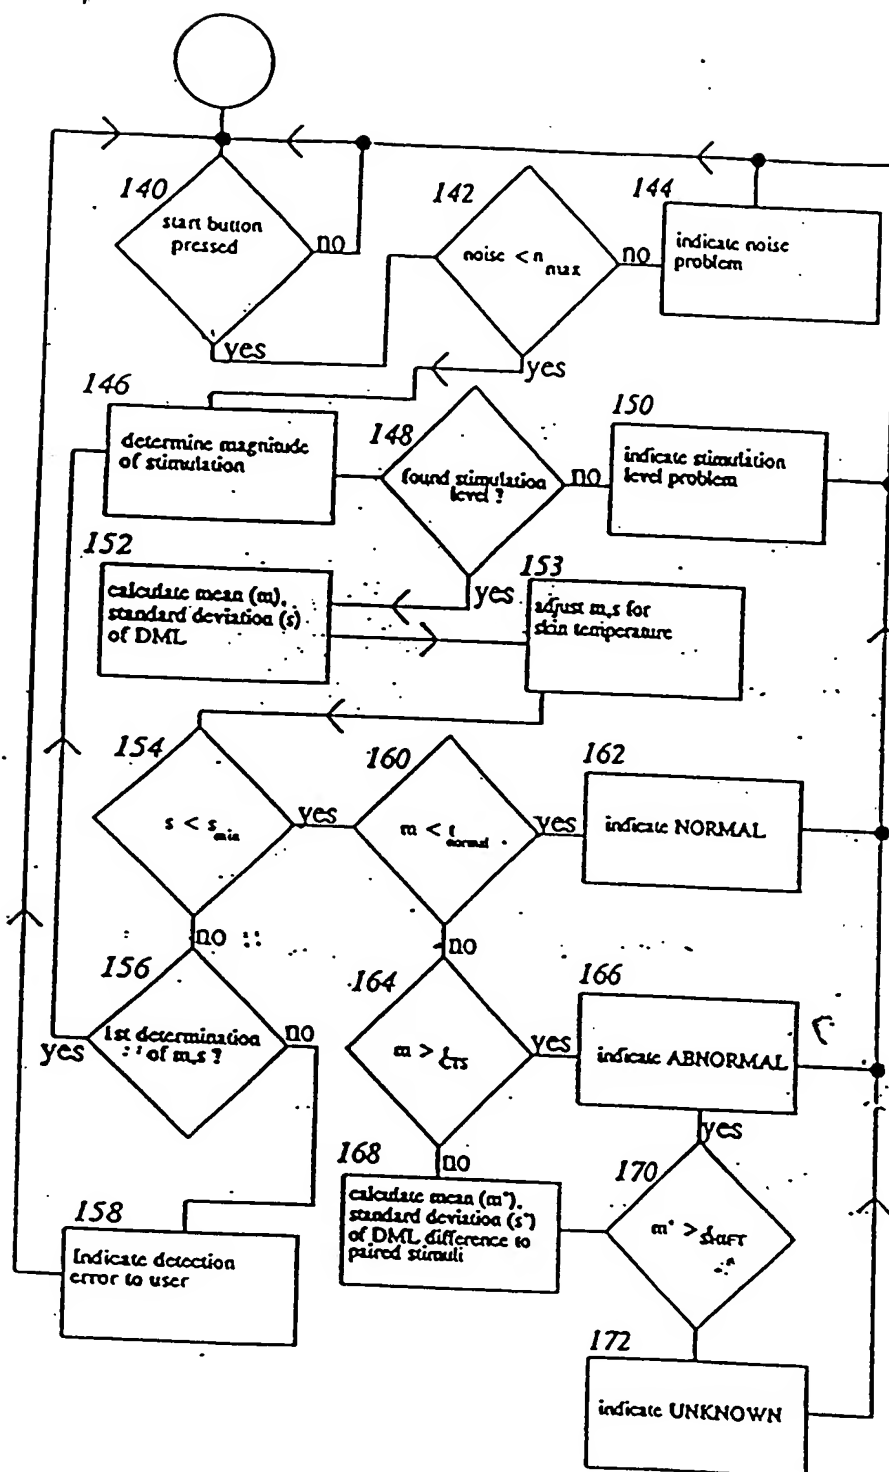 140
start button
pressed
no
yes
142
noise < n
max
no
yes
144
indicate noise
problem
146
determine magnitude
of stimulation
148
found stimulation
level ?
no
yes
150
indicate stimulation
level problem
152
calculate mean (m),
standard deviation (s)
of DML
153
adjust m,s for
skin temperature
154
s < s
min
yes
no
160
m < t
normal
yes
no
162
indicate NORMAL
156
1st determination
of m,s ?
yes
no
164
m >
CTS
yes
no
166
indicate ABNORMAL
yes
158
Indicate detection
error to user
168
calculate mean (m'),
standard deviation (s')
of DML difference to
paired stimuli
170
m' >
172
indicate UNKNOWN